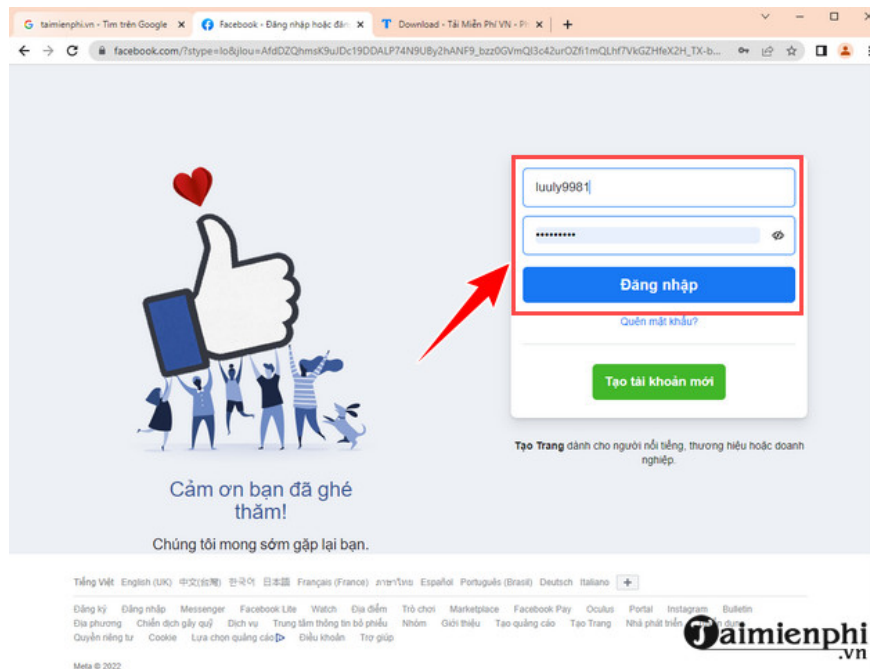 taimienphi.vn - Tìm trên Google
Facebook - Đăng nhập hoặc đăn
Download - Tải Miễn Phí VN - Ph
facebook.com/?stype=lo&jlou=AfdDZQhmsK9uJDc19DDALP74N9UBy2hANF9_bzz0GVmQl3c42urOZfi1mQLhf7VkGZHfeX2H_TX-b...
luuly9981
•••••••••
Đăng nhập
Quên mật khẩu?
Tạo tài khoản mới
Tạo Trang dành cho người nổi tiếng, thương hiệu hoặc doanh
nghiệp.
Cảm ơn bạn đã ghé
thăm!
Chúng tôi mong sớm gặp lại bạn.
Tiếng Việt English (UK) 中文(台灣) 한국어 日本語 Français (France) ภาษาไทย Español Português (Brasil) Deutsch Italiano
Đăng ký Đăng nhập Messenger Facebook Lite Watch Địa điểm Trò chơi Marketplace Facebook Pay Oculus Portal Instagram Bulletin
Địa phương Chiến dịch gây quỹ Dịch vụ Trung tâm thông tin bỏ phiếu Nhóm Giới thiệu Tạo quảng cáo Tạo Trang Nhà phát triển dụng
Quyền riêng tư Cookie Lựa chọn quảng cáo Điều khoản Trợ giúp
Taimienphi
.vn
Meta © 2022